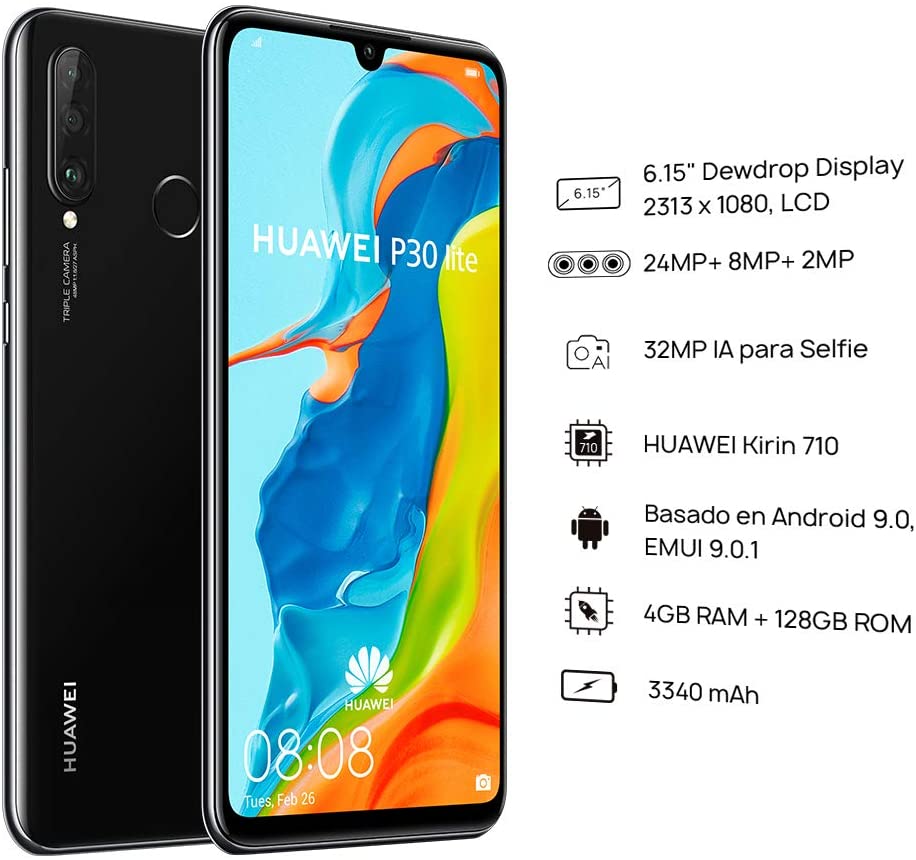 TRIPLE CAMERA
HUAWEI
HUAWEI P30 lite
HUAWEI
08:08
Tues, Feb 26
6.15"
6.15" Dewdrop Display
2313 x 1080, LCD
24MP+ 8MP+ 2MP
AI
32MP IA para Selfie
710
HUAWEI Kirin 710
Basado en Android 9.0,
EMUI 9.0.1
4GB RAM + 128GB ROM
3340 mAh